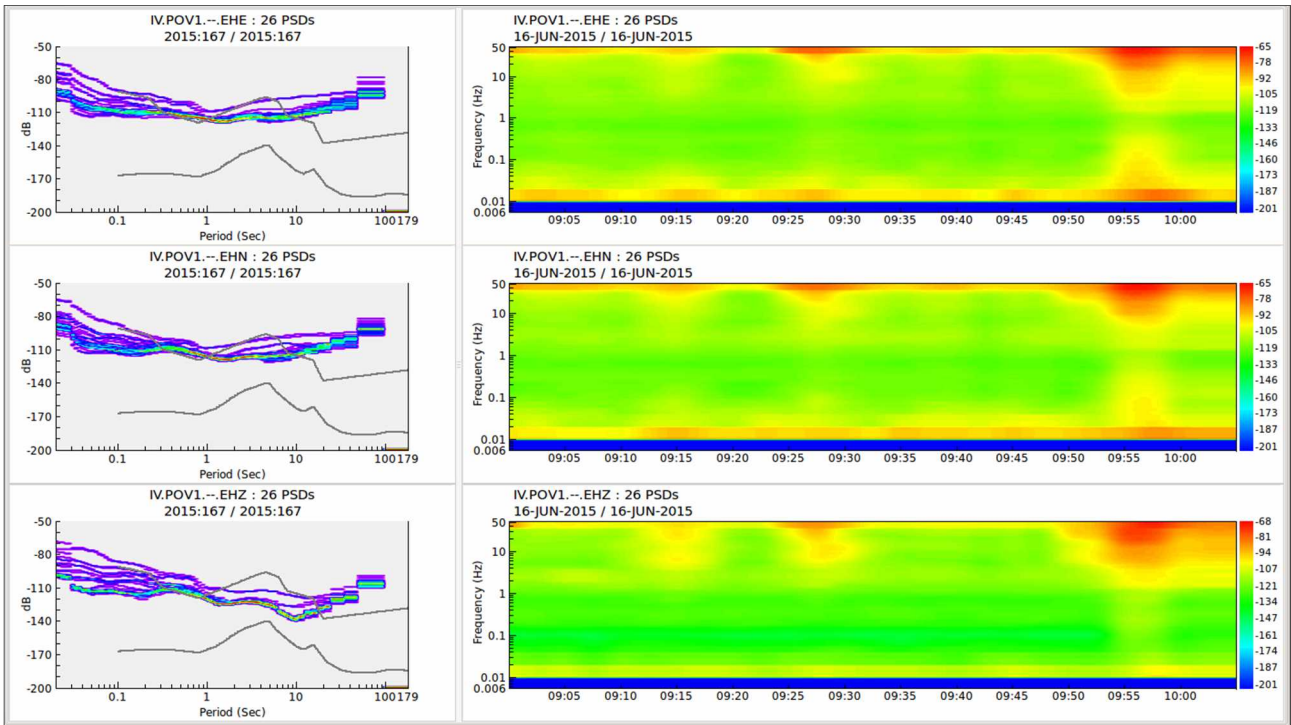 IV.POV1.--.EHE : 26 PSDs
2015:167 / 2015:167
-50
-80
-110
-140
-170
-200
dB
0.1 1 10 100179
Period (Sec)
IV.POV1.--.EHE : 26 PSDs
16-JUN-2015 / 16-JUN-2015
Frequency (Hz)
50
10
1
0.1
0.01
0.006
09:05 09:10 09:15 09:20 09:25 09:30 09:35 09:40 09:45 09:50 09:55 10:00
-65
-78
-92
-105
-119
-133
-146
-160
-173
-187
-201
IV.POV1.--.EHN : 26 PSDs
2015:167 / 2015:167
-50
-80
-110
-140
-170
-200
dB
0.1 1 10 100179
Period (Sec)
IV.POV1.--.EHN : 26 PSDs
16-JUN-2015 / 16-JUN-2015
Frequency (Hz)
50
10
1
0.1
0.01
0.006
09:05 09:10 09:15 09:20 09:25 09:30 09:35 09:40 09:45 09:50 09:55 10:00
-65
-78
-92
-105
-119
-133
-146
-160
-173
-187
-201
IV.POV1.--.EHZ : 26 PSDs
2015:167 / 2015:167
-50
-80
-110
-140
-170
-200
dB
0.1 1 10 100179
Period (Sec)
IV.POV1.--.EHZ : 26 PSDs
16-JUN-2015 / 16-JUN-2015
Frequency (Hz)
50
10
1
0.1
0.01
0.006
09:05 09:10 09:15 09:20 09:25 09:30 09:35 09:40 09:45 09:50 09:55 10:00
-68
-81
-94
-107
-121
-134
-147
-161
-174
-187
-201